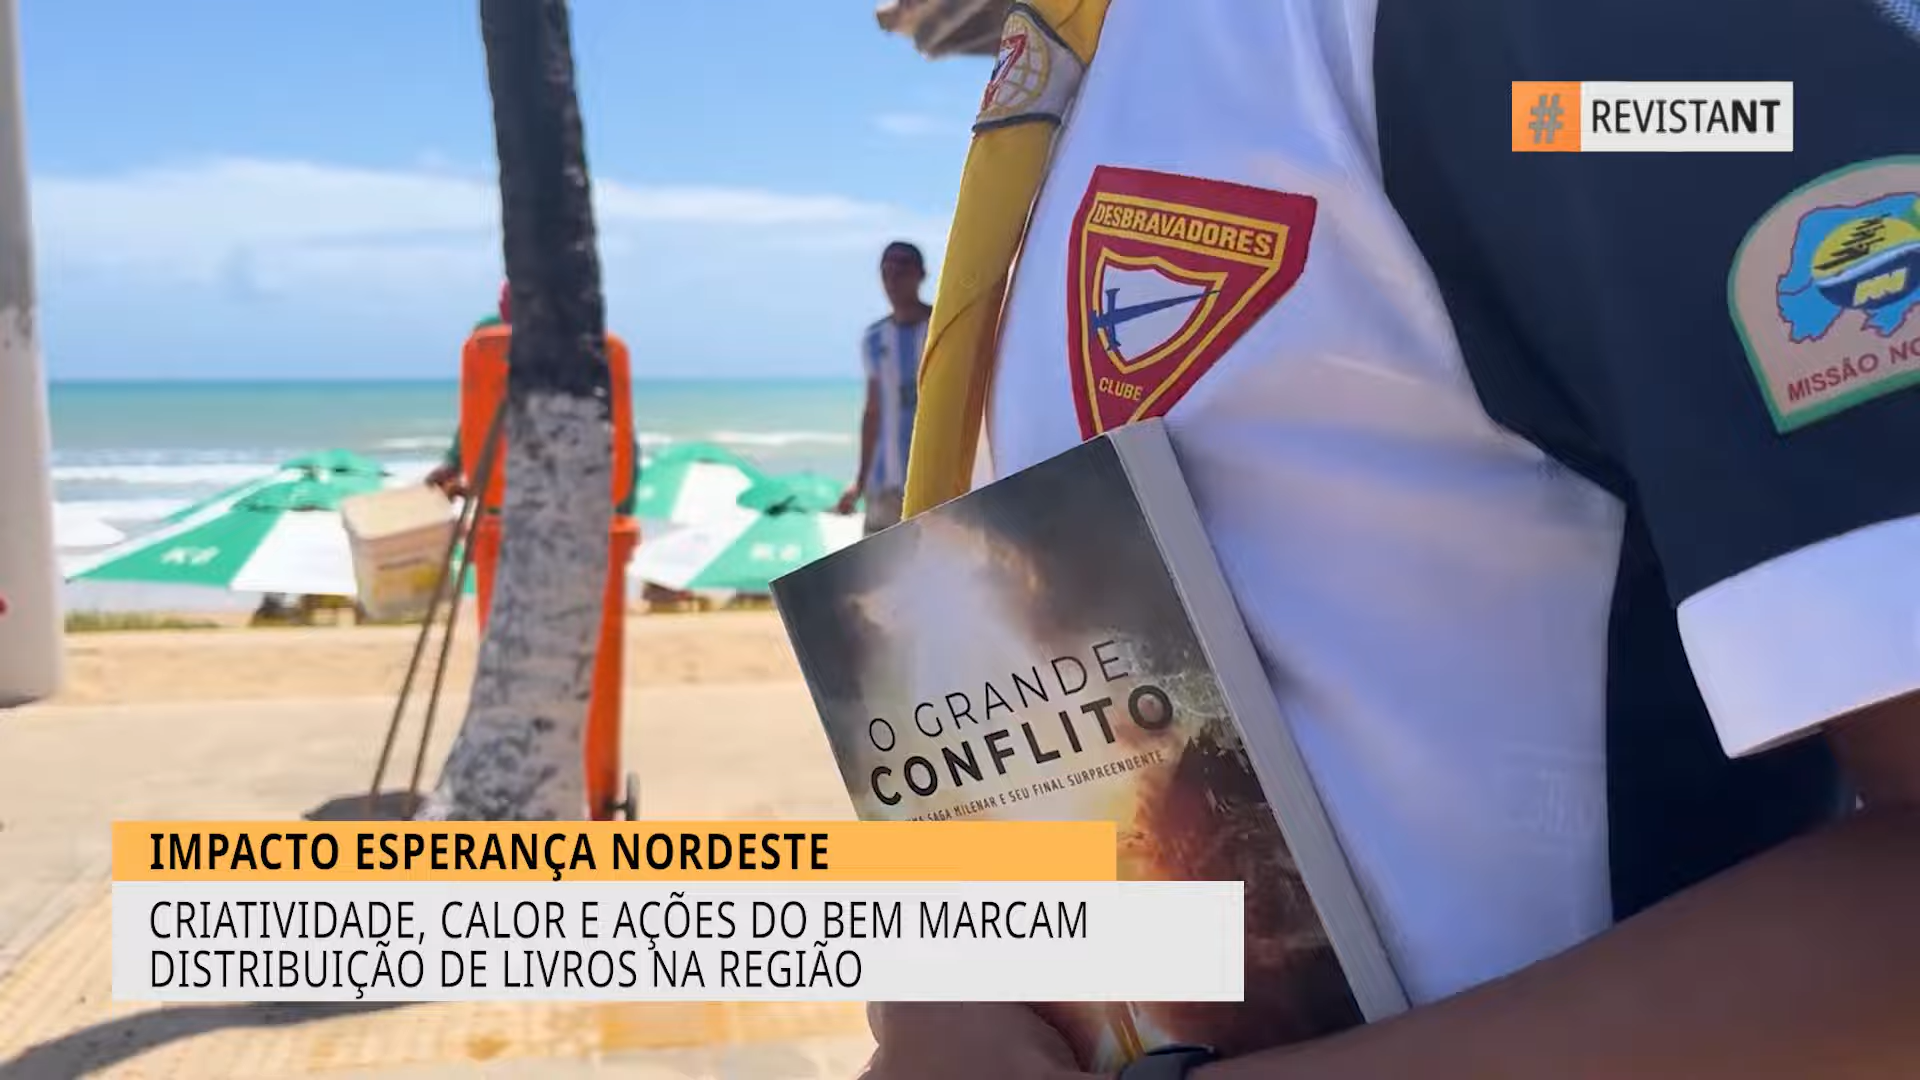 # REVISTANT
DESBRAVADORES
CLUBE
MISSÃO
O GRANDE
CONFLITO
UMA SAGA MILENAR E SEU FINAL SURPREENDENTE
IMPACTO ESPERANÇA NORDESTE
CRIATIVIDADE, CALOR E AÇÕES DO BEM MARCAM
DISTRIBUIÇÃO DE LIVROS NA REGIÃO